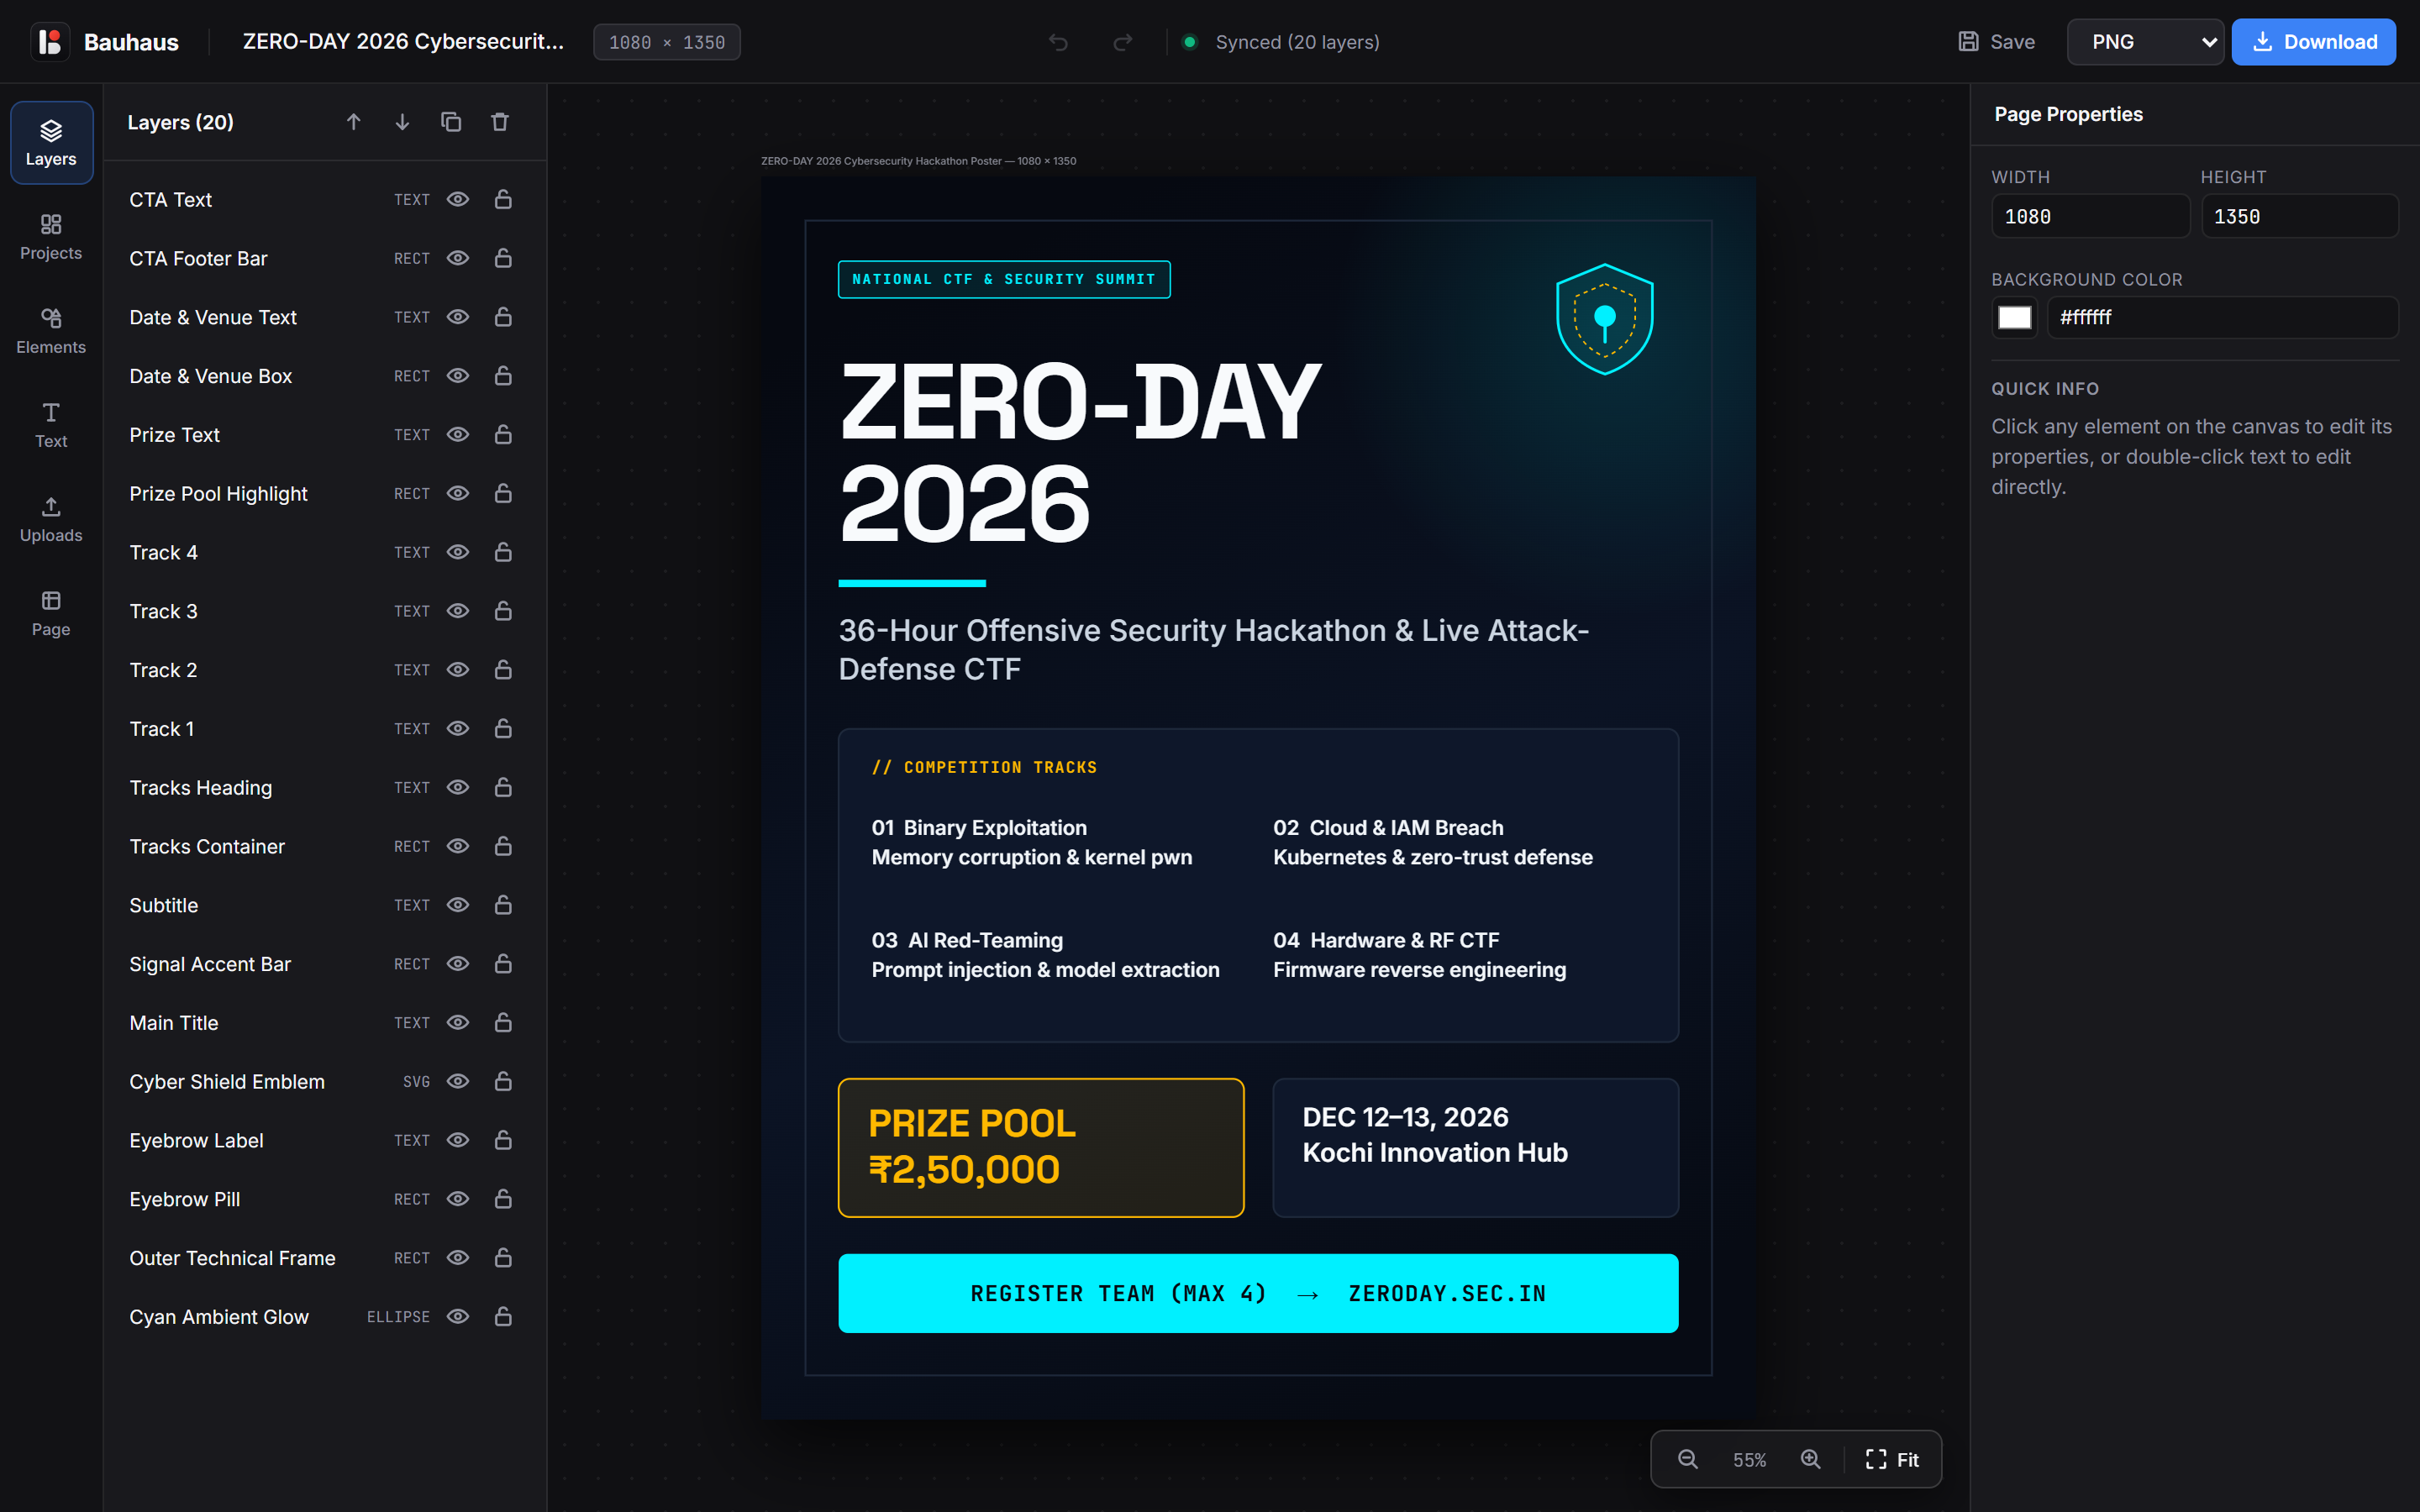 Bauhaus
ZERO-DAY 2026 Cybersecurit...
1080 × 1350
Synced (20 layers)
Save
PNG
Download
Layers
Projects
Elements
Text
Uploads
Page
Layers (20)
CTA Text TEXT
CTA Footer Bar RECT
Date & Venue Text TEXT
Date & Venue Box RECT
Prize Text TEXT
Prize Pool Highlight RECT
Track 4 TEXT
Track 3 TEXT
Track 2 TEXT
Track 1 TEXT
Tracks Heading TEXT
Tracks Container RECT
Subtitle TEXT
Signal Accent Bar RECT
Main Title TEXT
Cyber Shield Emblem SVG
Eyebrow Label TEXT
Eyebrow Pill RECT
Outer Technical Frame RECT
Cyan Ambient Glow ELLIPSE
ZERO-DAY 2026 Cybersecurity Hackathon Poster — 1080 × 1350
NATIONAL CTF & SECURITY SUMMIT
ZERO-DAY
2026
36-Hour Offensive Security Hackathon & Live Attack-
Defense CTF
// COMPETITION TRACKS
01 Binary Exploitation
Memory corruption & kernel pwn
02 Cloud & IAM Breach
Kubernetes & zero-trust defense
03 AI Red-Teaming
Prompt injection & model extraction
04 Hardware & RF CTF
Firmware reverse engineering
PRIZE POOL
₹2,50,000
DEC 12–13, 2026
Kochi Innovation Hub
REGISTER TEAM (MAX 4) → ZERODAY.SEC.IN
55%
Fit
Page Properties
WIDTH
HEIGHT
1080
1350
BACKGROUND COLOR
#ffffff
QUICK INFO
Click any element on the canvas to edit its
properties, or double-click text to edit
directly.